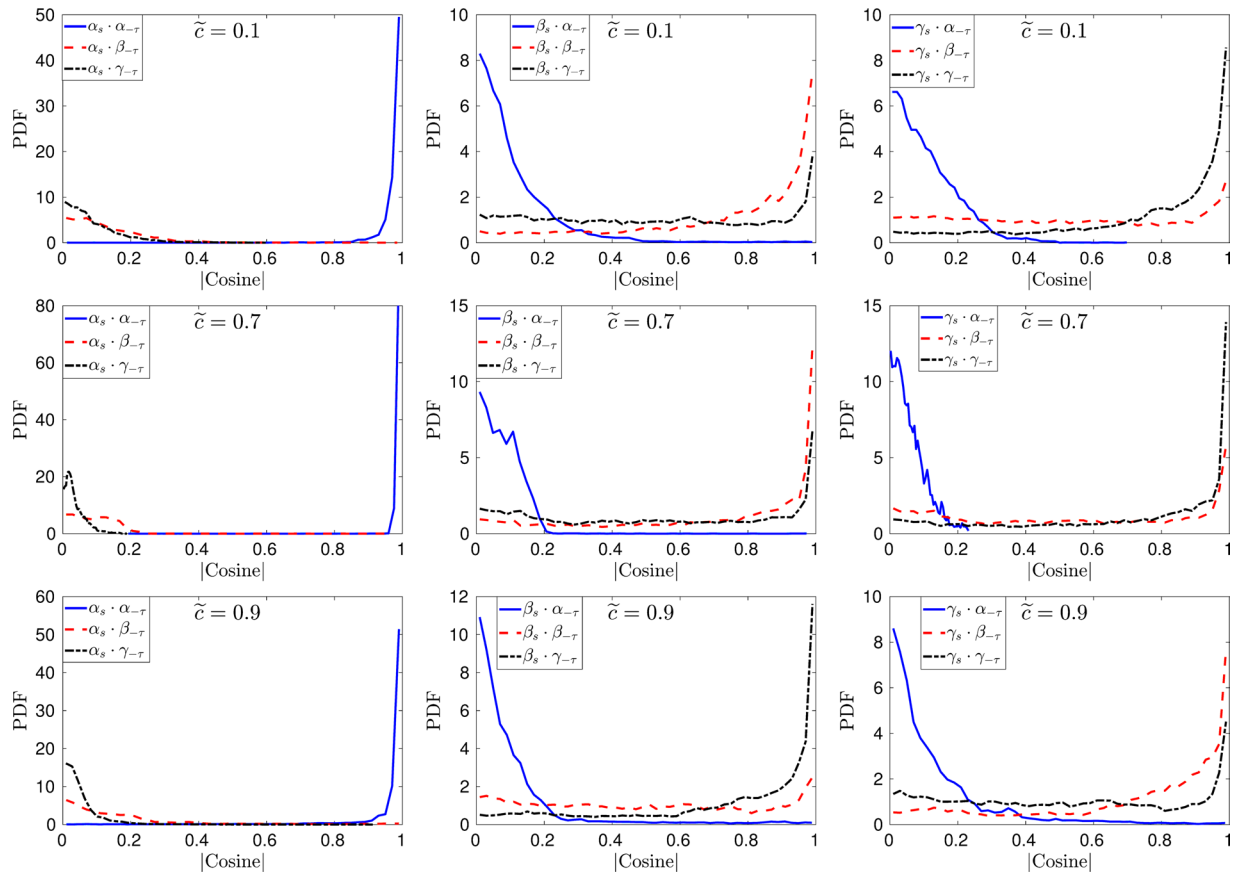 α_s · α_{-τ}
α_s · β_{-τ}
α_s · γ_{-τ}
c̃ = 0.1
PDF
50
40
30
20
10
0
0 0.2 0.4 0.6 0.8 1
|Cosine|
β_s · α_{-τ}
β_s · β_{-τ}
β_s · γ_{-τ}
c̃ = 0.1
PDF
10
8
6
4
2
0
0 0.2 0.4 0.6 0.8 1
|Cosine|
γ_s · α_{-τ}
γ_s · β_{-τ}
γ_s · γ_{-τ}
c̃ = 0.1
PDF
10
8
6
4
2
0
0 0.2 0.4 0.6 0.8 1
|Cosine|
α_s · α_{-τ}
α_s · β_{-τ}
α_s · γ_{-τ}
c̃ = 0.7
PDF
80
60
40
20
0
0 0.2 0.4 0.6 0.8 1
|Cosine|
β_s · α_{-τ}
β_s · β_{-τ}
β_s · γ_{-τ}
c̃ = 0.7
PDF
15
10
5
0
0 0.2 0.4 0.6 0.8 1
|Cosine|
γ_s · α_{-τ}
γ_s · β_{-τ}
γ_s · γ_{-τ}
c̃ = 0.7
PDF
15
10
5
0
0 0.2 0.4 0.6 0.8 1
|Cosine|
α_s · α_{-τ}
α_s · β_{-τ}
α_s · γ_{-τ}
c̃ = 0.9
PDF
60
50
40
30
20
10
0
0 0.2 0.4 0.6 0.8 1
|Cosine|
β_s · α_{-τ}
β_s · β_{-τ}
β_s · γ_{-τ}
c̃ = 0.9
PDF
12
10
8
6
4
2
0
0 0.2 0.4 0.6 0.8 1
|Cosine|
γ_s · α_{-τ}
γ_s · β_{-τ}
γ_s · γ_{-τ}
c̃ = 0.9
PDF
10
8
6
4
2
0
0 0.2 0.4 0.6 0.8 1
|Cosine|